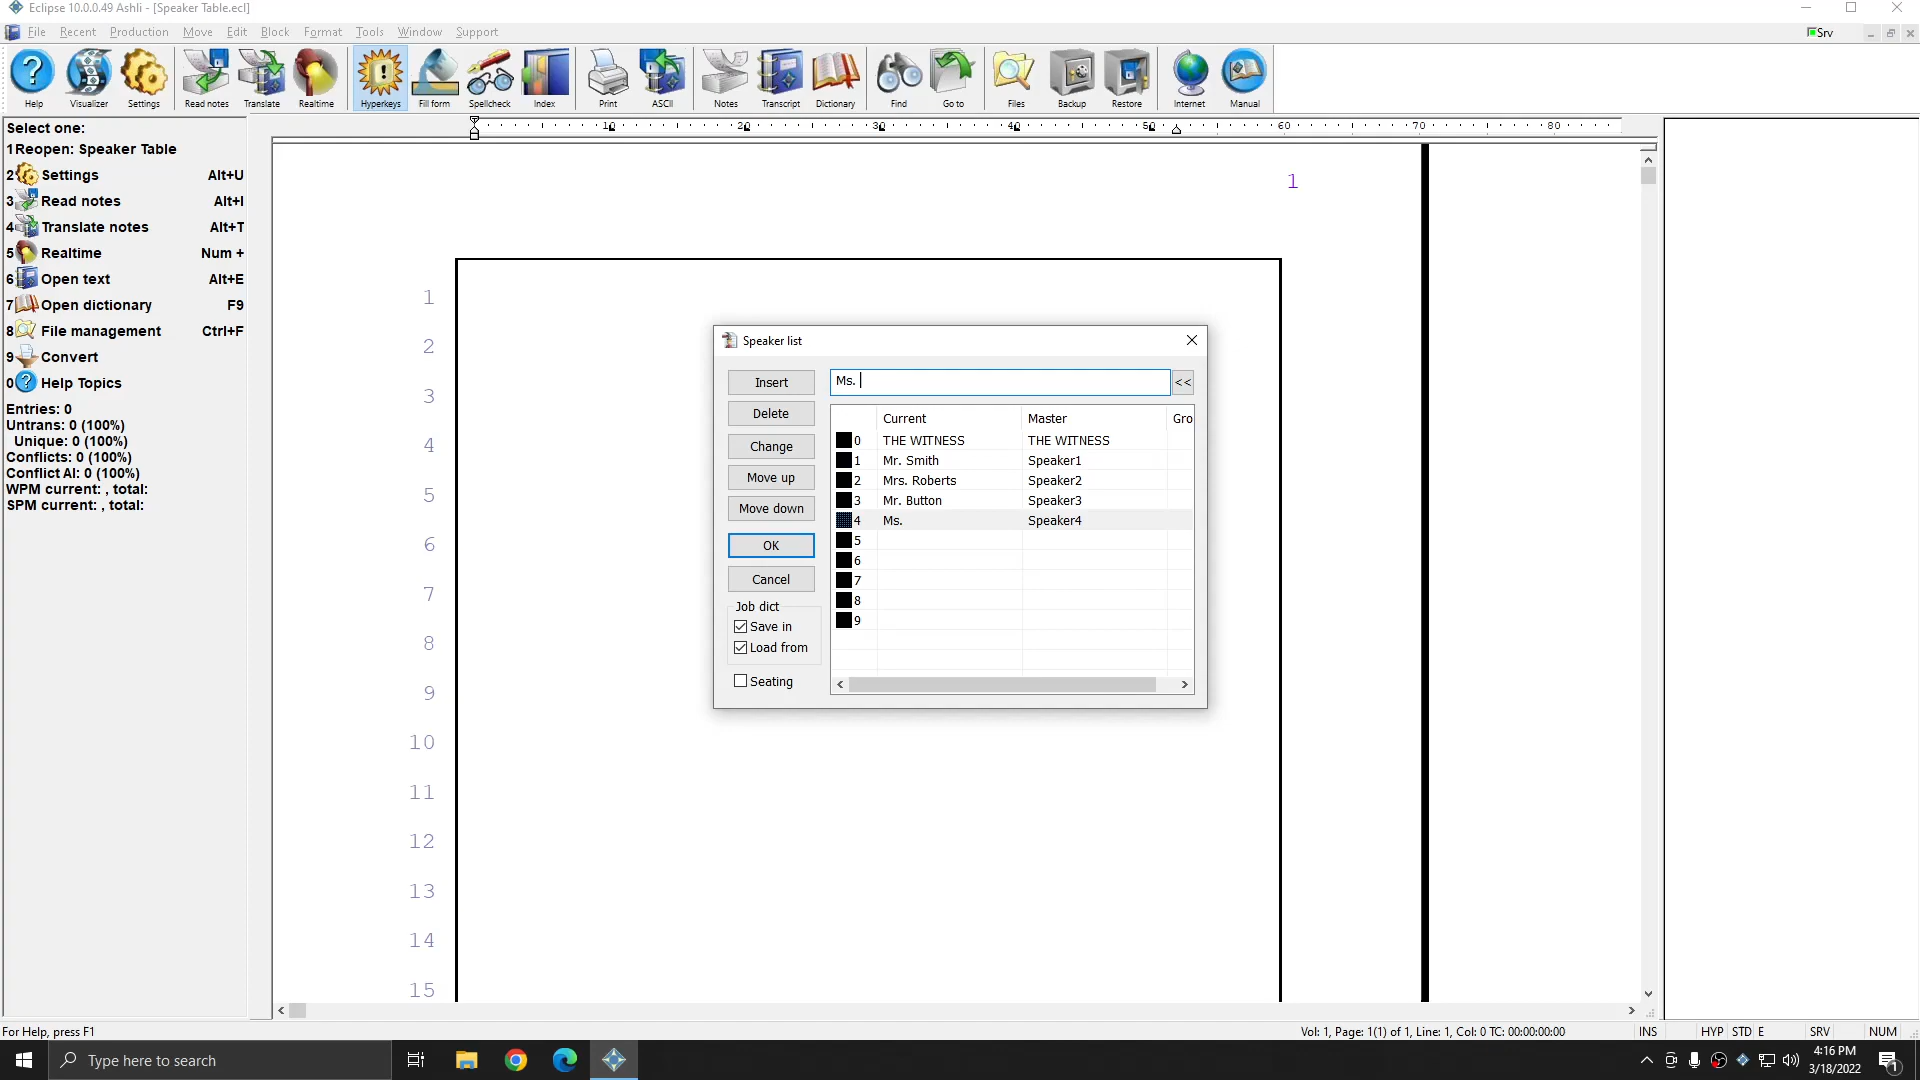 Eclipse 10.0.0.49 Ashli - [Speaker Table.ecl]
File Recent Production Move Edit Block Format Tools Window Support
Srv
Help Visualizer Settings Read notes Translate Realtime Hyperkeys Fill form Spellcheck Index Print ASCII Notes Transcript Dictionary Find Go to Files Backup Restore Internet Manual
Select one:
1Reopen: Speaker Table
2 Settings Alt+U
3 Read notes Alt+I
4 Translate notes Alt+T
5 Realtime Num +
6 Open text Alt+E
7 Open dictionary F9
8 File management Ctrl+F
9 Convert
0 Help Topics
Entries: 0
Untrans: 0 (100%)
Unique: 0 (100%)
Conflicts: 0 (100%)
Conflict AI: 0 (100%)
WPM current: , total:
SPM current: , total:
10 20 30 40 50 60 70 80
1
1
2
3
4
5
6
7
8
9
10
11
12
13
14
15
Speaker list
Insert
Delete
Change
Move up
Move down
OK
Cancel
Job dict
Save in
Load from
Seating
Ms.
<<
Current Master Gro
0 THE WITNESS THE WITNESS
1 Mr. Smith Speaker1
2 Mrs. Roberts Speaker2
3 Mr. Button Speaker3
4 Ms. Speaker4
5
6
7
8
9
For Help, press F1
Vol: 1, Page: 1(1) of 1, Line: 1, Col: 0 TC: 00:00:00:00
INS HYP STD E SRV NUM
Type here to search
4:16 PM
3/18/2022
1